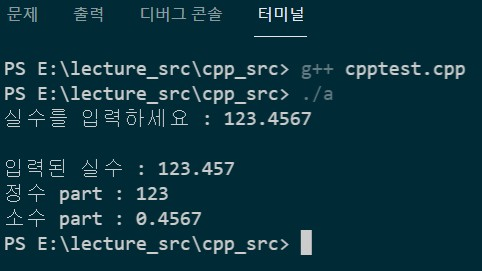 문제 출력 디버그 콘솔 터미널
PS E:\lecture_src\cpp_src> g++ cpptest.cpp
PS E:\lecture_src\cpp_src> ./a
실수를 입력하세요 : 123.4567
입력된 실수 : 123.457
정수 part : 123
소수 part : 0.4567
PS E:\lecture_src\cpp_src>